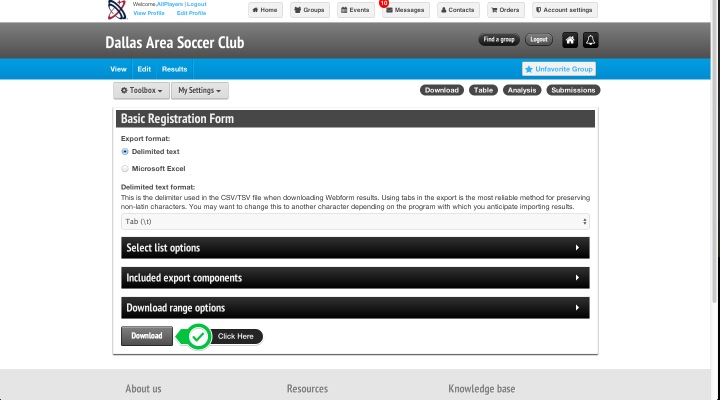 Welcome, AllPlayers | Logout
View Profile Edit Profile
Home Groups Events 10 Messages Contacts Orders Account settings
Dallas Area Soccer Club
Find a group Logout
View Edit Results
Unfavorite Group
Toolbox My Settings
Download Table Analysis Submissions
Basic Registration Form
Export format:
Delimited text
Microsoft Excel
Delimited text format:
This is the delimiter used in the CSV/TSV file when downloading Webform results. Using tabs in the export is the most reliable method for preserving
non-latin characters. You may want to change this to another character depending on the program with which you anticipate importing results.
Tab (\t)
Select list options
Included export components
Download range options
Download Click Here
About us Resources Knowledge base